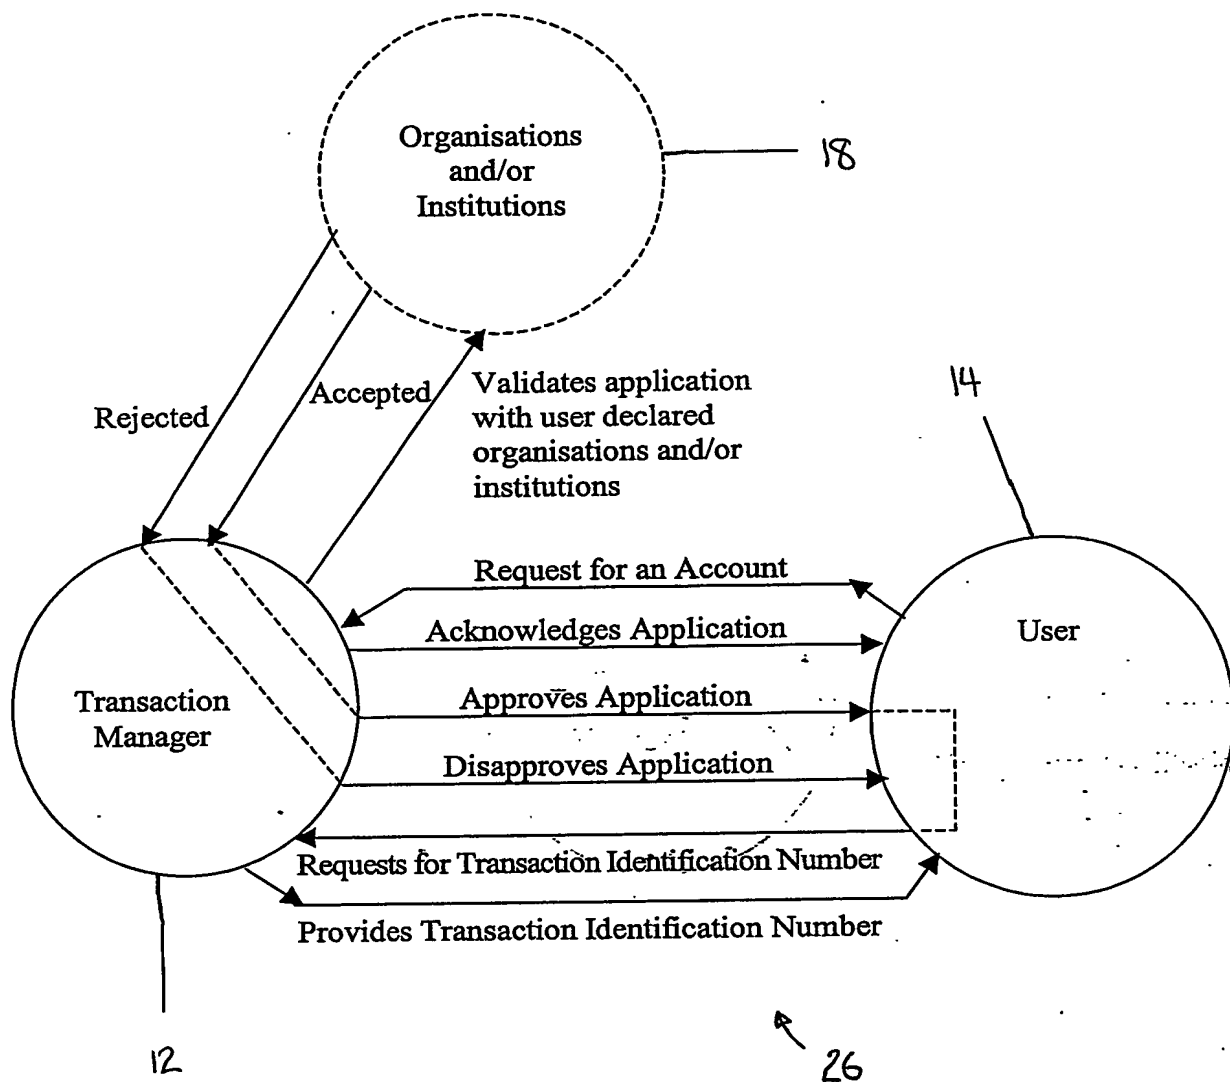 Organisations
and/or
Institutions
18
Rejected
Accepted
Validates application
with user declared
organisations and/or
institutions
14
Request for an Account
Acknowledges Application
User
Transaction
Manager
Approves Application
Disapproves Application
Requests for Transaction Identification Number
Provides Transaction Identification Number
12
26